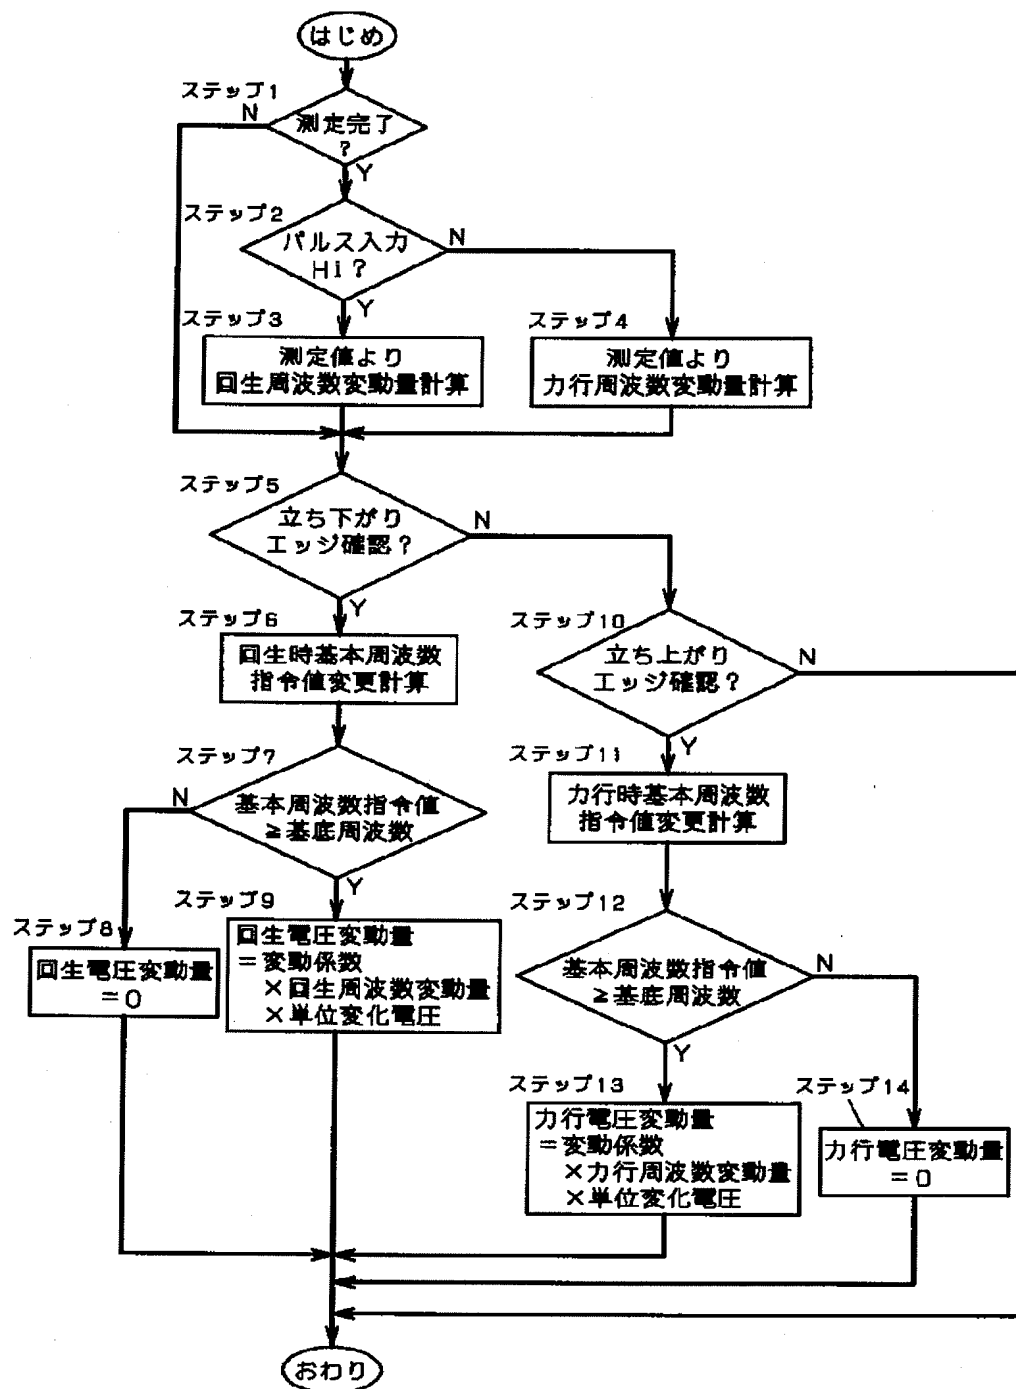 はじめ
ステップ1
N
測定完了
?
Y
ステップ2
パルス入力
Hi?
N
Y
ステップ3
測定値より
回生周波数変動量計算
ステップ4
測定値より
力行周波数変動量計算
ステップ5
立ち下がり
エッジ確認?
N
Y
ステップ6
回生時基本周波数
指令値変更計算
ステップ10
立ち上がり
エッジ確認?
N
Y
ステップ7
N
基本周波数指令値
≧基底周波数
Y
ステップ11
力行時基本周波数
指令値変更計算
ステップ8
回生電圧変動量
=0
ステップ9
回生電圧変動量
=変動係数
×回生周波数変動量
×単位変化電圧
ステップ12
基本周波数指令値
≧基底周波数
N
Y
ステップ13
力行電圧変動量
=変動係数
×力行周波数変動量
×単位変化電圧
ステップ14
力行電圧変動量
=0
おわり